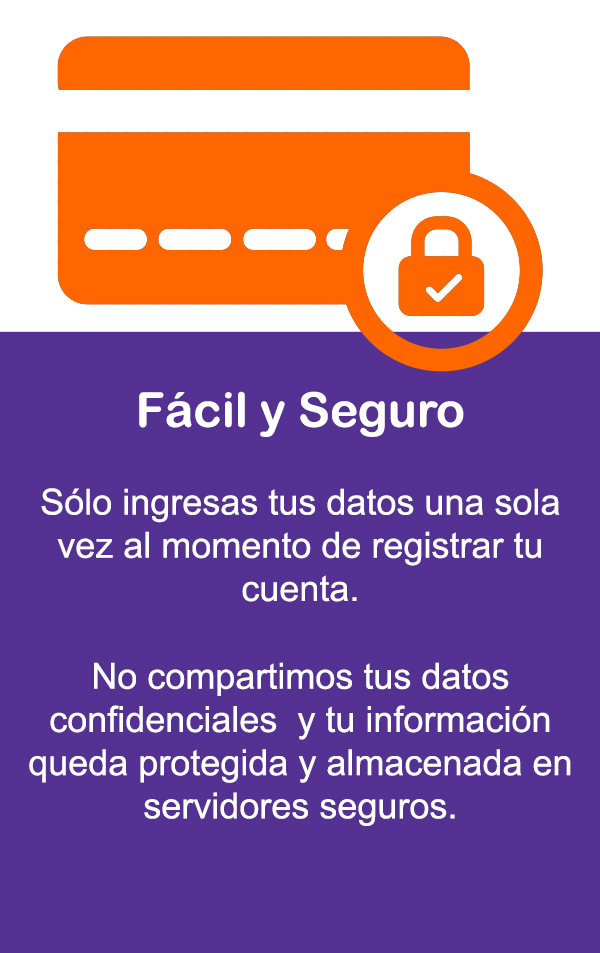 Fácil y Seguro
Sólo ingresas tus datos una sola
vez al momento de registrar tu
cuenta.
No compartimos tus datos
confidenciales  y tu información
queda protegida y almacenada en
servidores seguros.